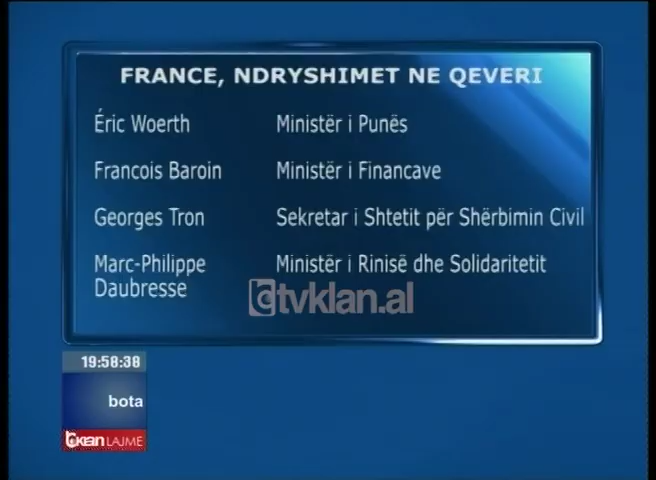 FRANCE, NDRYSHIMET NE QEVERI
Éric Woerth Ministër i Punës
Francois Baroin Ministër i Financave
Georges Tron Sekretar i Shtetit për Shërbimin Civil
Marc-Philippe Ministër i Rinisë dhe Solidaritetit
Daubresse
tvklan.al
19:58:38
bota
tv KLAN LAJME